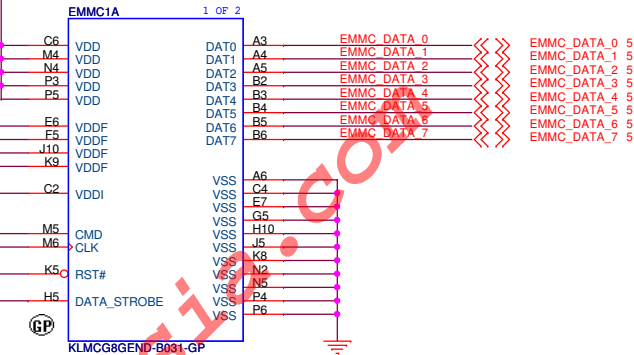 EMMC1A 1 OF 2
C6 VDD DAT0 A3 EMMC_DATA_0 EMMC_DATA_0 5
M4 VDD DAT1 A4 EMMC_DATA_1 EMMC_DATA_1 5
N4 VDD DAT2 A5 EMMC_DATA_2 EMMC_DATA_2 5
P3 VDD DAT3 B2 EMMC_DATA_3 EMMC_DATA_3 5
P5 VDD DAT4 B3 EMMC_DATA_4 EMMC_DATA_4 5
DAT5 B4 EMMC_DATA_5 EMMC_DATA_5 5
E6 VDDF DAT6 B5 EMMC_DATA_6 EMMC_DATA_6 5
F5 VDDF DAT7 B6 EMMC_DATA_7 EMMC_DATA_7 5
J10 VDDF
K9 VDDF
VSS A6
C2 VDDI VSS C4
VSS E7
VSS G5
M5 CMD VSS H10
M6 CLK VSS J5
VSS K8
K5 RST# VSS N2
VSS N5
H5 DATA_STROBE VSS P4
VSS P6
GP
KLMCG8GEND-B031-GP
sia.com